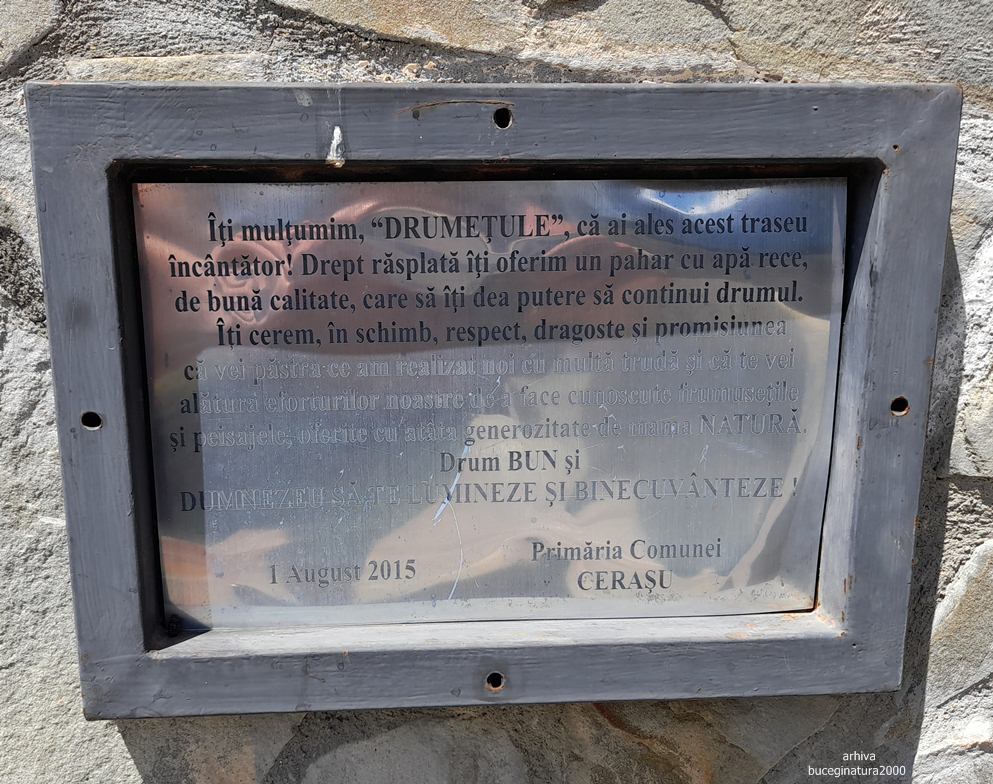 Îţi mulţumim, “DRUMEŢULE”, că ai ales acest traseu
încântător! Drept răsplată îţi oferim un pahar cu apă rece,
de bună calitate, care să îţi dea putere să continui drumul.
Îţi cerem, în schimb, respect, dragoste şi promisiunea
că vei păstra ce am realizat noi cu multă trudă şi că te vei
alătura eforturilor noastre de a face cunoscute frumuseţile
şi peisajele, oferite cu atâta generozitate de mama NATURĂ.
Drum BUN şi
DUMNEZEU SĂ TE LUMINEZE ŞI BINECUVÂNTEZE !
1 August 2015
Primăria Comunei
CERAŞU
arhiva
buceginatura2000